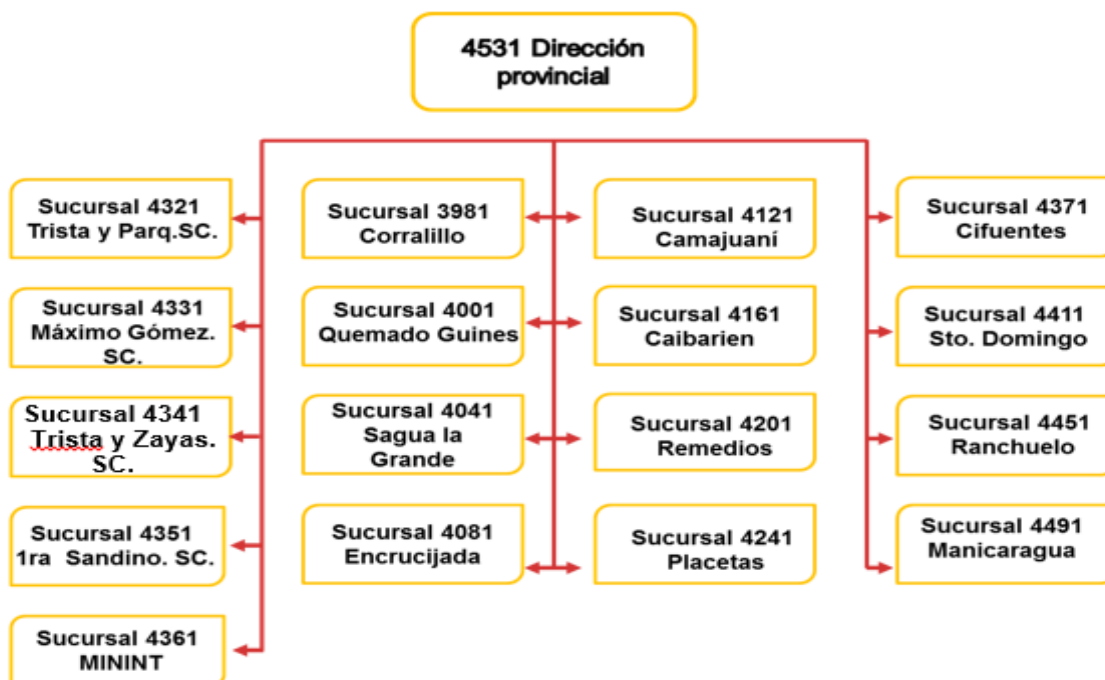 4531 Dirección
provincial
Sucursal 4321
Trista y Parq.SC.
Sucursal 3981
Corralillo
Sucursal 4121
Camajuaní
Sucursal 4371
Cifuentes
Sucursal 4331
Máximo Gómez.
SC.
Sucursal 4001
Quemado Guines
Sucursal 4161
Caibarien
Sucursal 4411
Sto. Domingo
Sucursal 4341
Trista y Zayas.
SC.
Sucursal 4041
Sagua la
Grande
Sucursal 4201
Remedios
Sucursal 4451
Ranchuelo
Sucursal 4351
1ra Sandino. SC.
Sucursal 4081
Encrucijada
Sucursal 4241
Placetas
Sucursal 4491
Manicaragua
Sucursal 4361
MININT